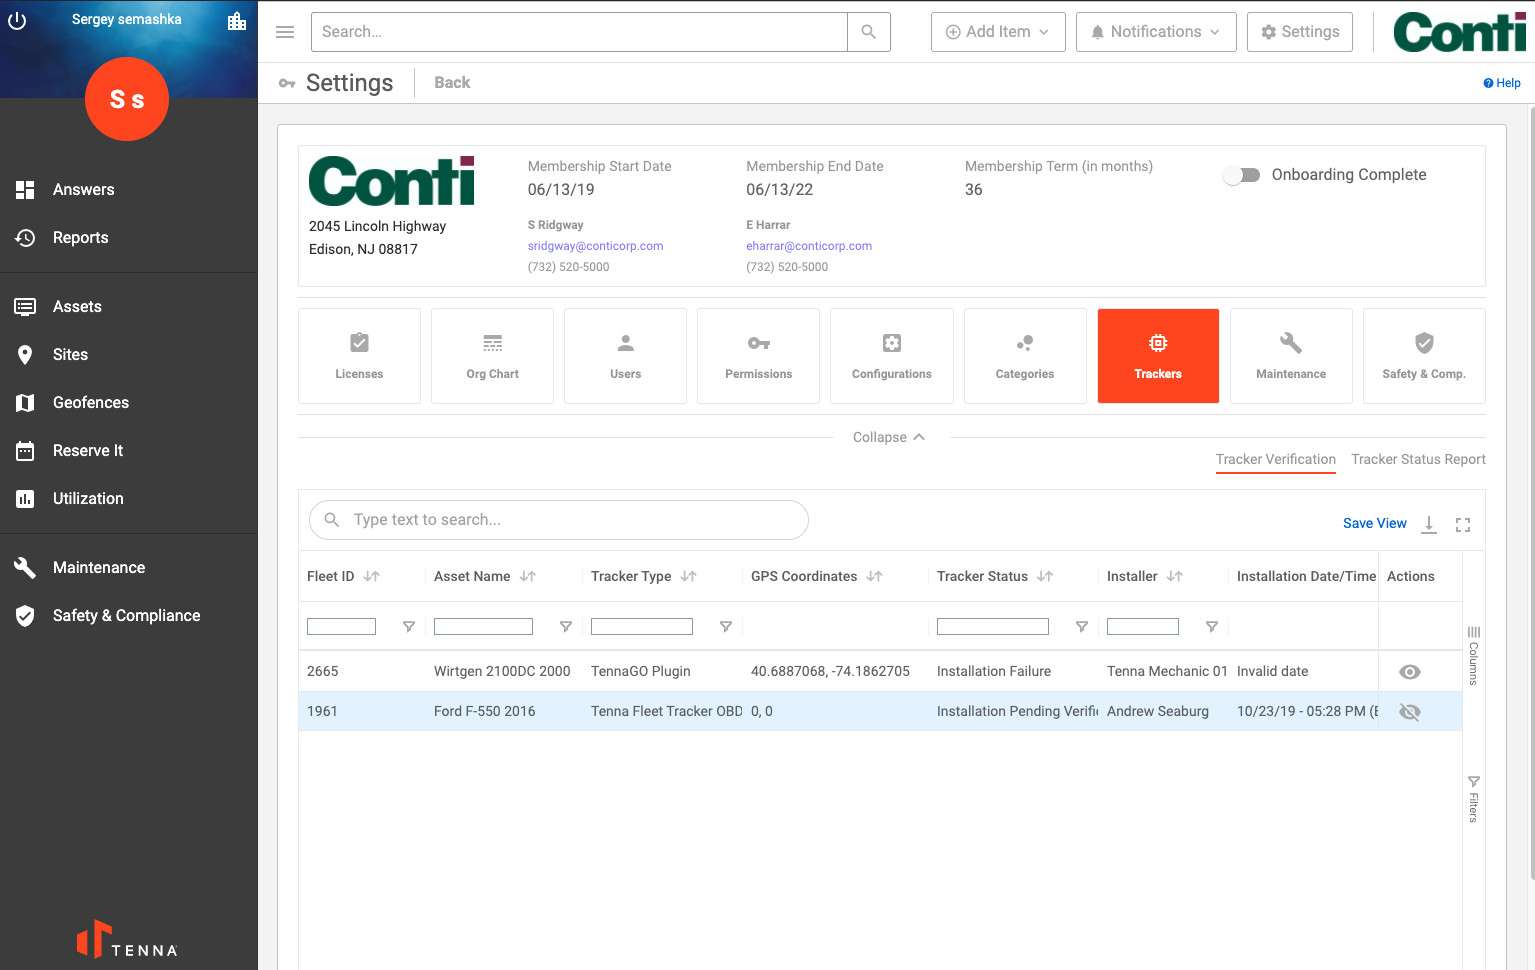 Sergey semashka
S s
Answers
Reports
Assets
Sites
Geofences
Reserve It
Utilization
Maintenance
Safety & Compliance
TENNA
Search...
Add Item
Notifications
Settings
Conti
Settings
Back
Help
Conti
2045 Lincoln Highway
Edison, NJ 08817
Membership Start Date
06/13/19
S Ridgway
sridgway@conticorp.com
(732) 520-5000
Membership End Date
06/13/22
E Harrar
eharrar@conticorp.com
(732) 520-5000
Membership Term (in months)
36
Onboarding Complete
Licenses
Org Chart
Users
Permissions
Configurations
Categories
Trackers
Maintenance
Safety & Comp.
Collapse
Tracker Verification
Tracker Status Report
Type text to search...
Save View
Fleet ID Asset Name Tracker Type GPS Coordinates Tracker Status Installer Installation Date/Time Actions
2665 Wirtgen 2100DC 2000 TennaGO Plugin 40.6887068, -74.1862705 Installation Failure Tenna Mechanic 01 Invalid date
1961 Ford F-550 2016 Tenna Fleet Tracker OBD 0, 0 Installation Pending Verifi Andrew Seaburg 10/23/19 - 05:28 PM (E
Columns
Filters